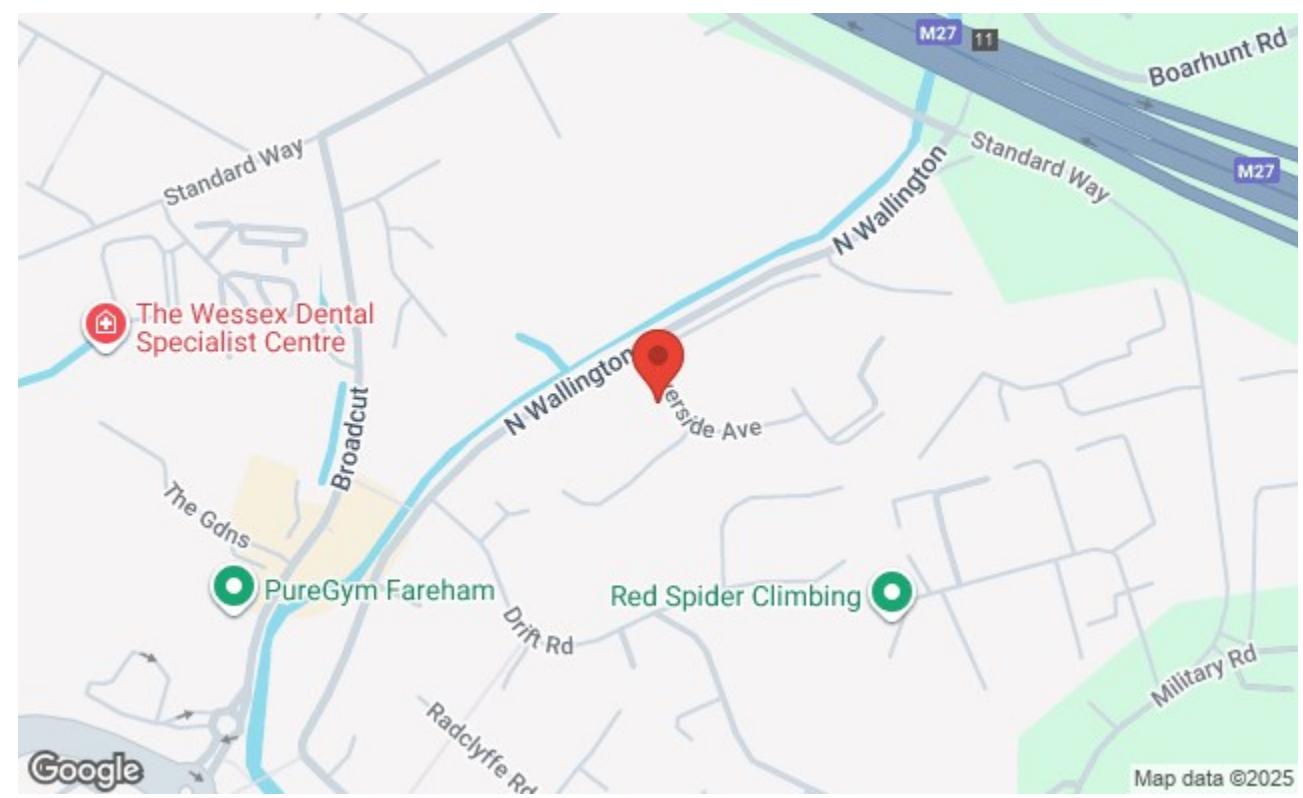 M27
11
Boarhunt Rd
Standard Way
Standard Way
N Wallington
M27
The Wessex Dental
Specialist Centre
N Wallington
erside Ave
Broadcut
The Gdns
PureGym Fareham
Red Spider Climbing
Drift Rd
Military Rd
Radclyffe Rd
Google
Map data ©2025